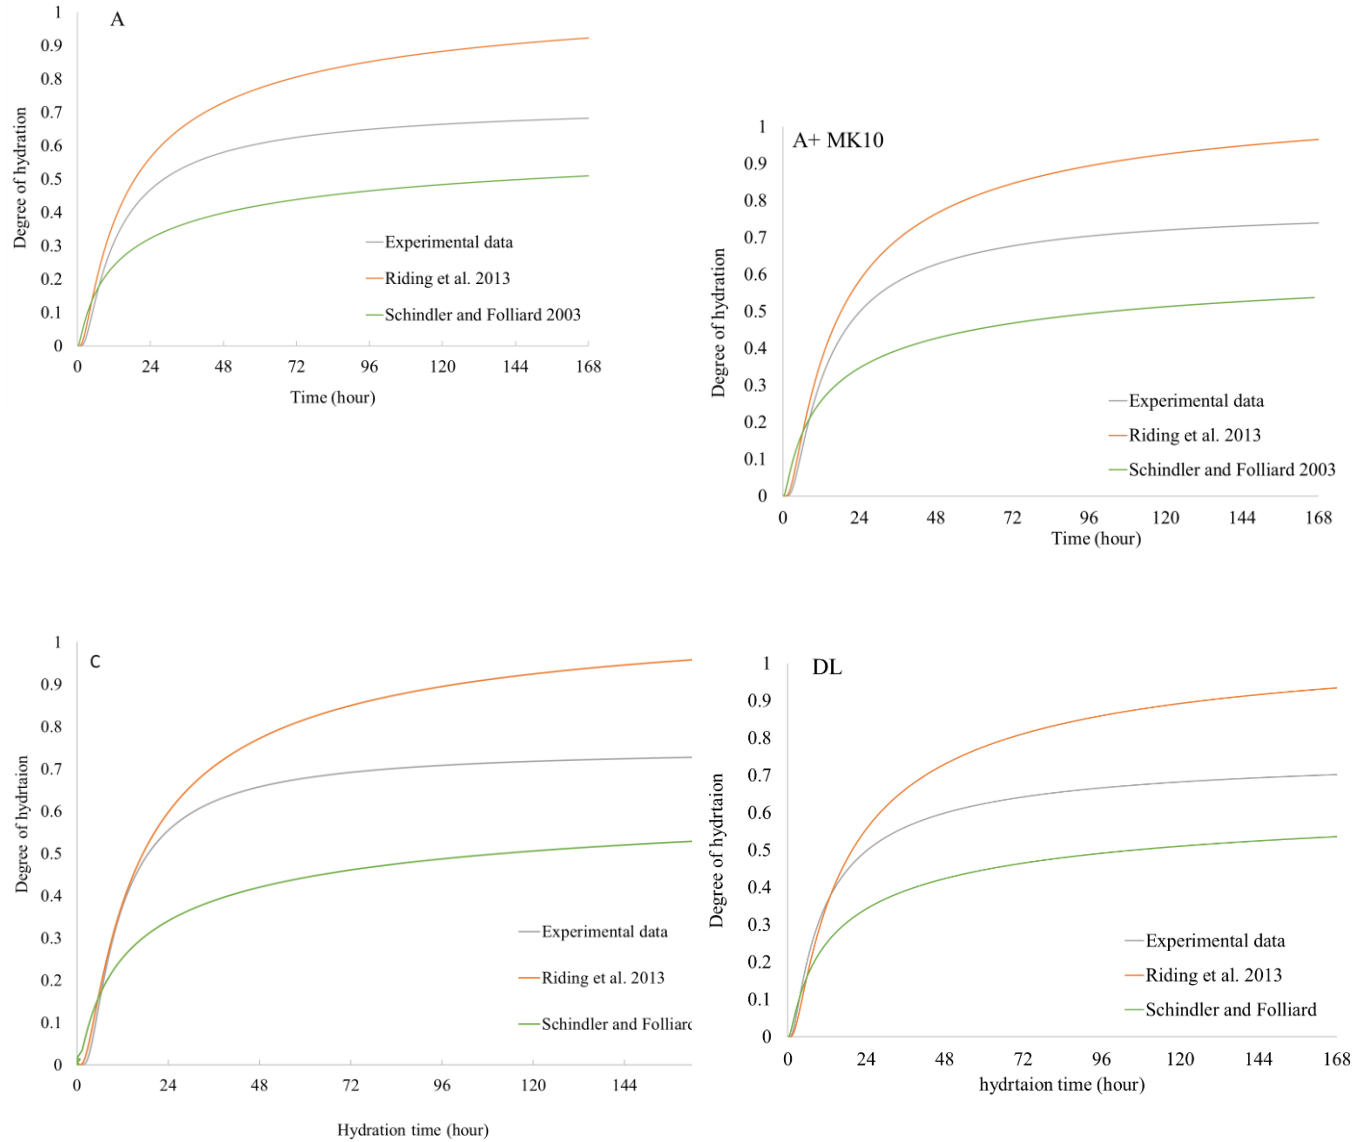 A
1
0.9
0.8
0.7
0.6
0.5
0.4
0.3
0.2
0.1
0
Degree of hydration
Experimental data
Riding et al. 2013
Schindler and Folliard 2003
0 24 48 72 96 120 144 168
Time (hour)
A+ MK10
1
0.9
0.8
0.7
0.6
0.5
0.4
0.3
0.2
0.1
0
Degree of hydration
Experimental data
Riding et al. 2013
Schindler and Folliard 2003
0 24 48 72 96 120 144 168
Time (hour)
C
1
0.9
0.8
0.7
0.6
0.5
0.4
0.3
0.2
0.1
0
Degree of hydrtaion
Experimental data
Riding et al. 2013
Schindler and Folliard
0 24 48 72 96 120 144
Hydration time (hour)
DL
1
0.9
0.8
0.7
0.6
0.5
0.4
0.3
0.2
0.1
0
Degree of hydrtaion
Experimental data
Riding et al. 2013
Schindler and Folliard
0 24 48 72 96 120 144 168
hydrtaion time (hour)